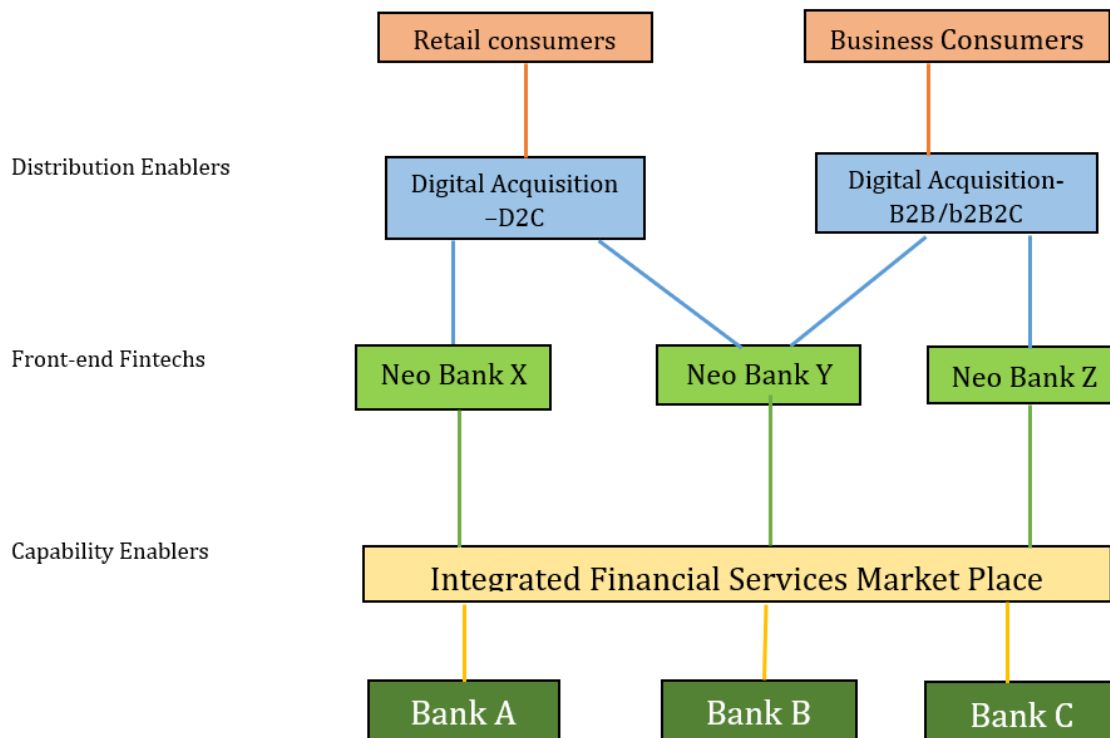 Retail consumers
Business Consumers
Distribution Enablers
Digital Acquisition
–D2C
Digital Acquisition-
B2B/b2B2C
Front-end Fintechs
Neo Bank X
Neo Bank Y
Neo Bank Z
Capability Enablers
Integrated Financial Services Market Place
Bank A
Bank B
Bank C